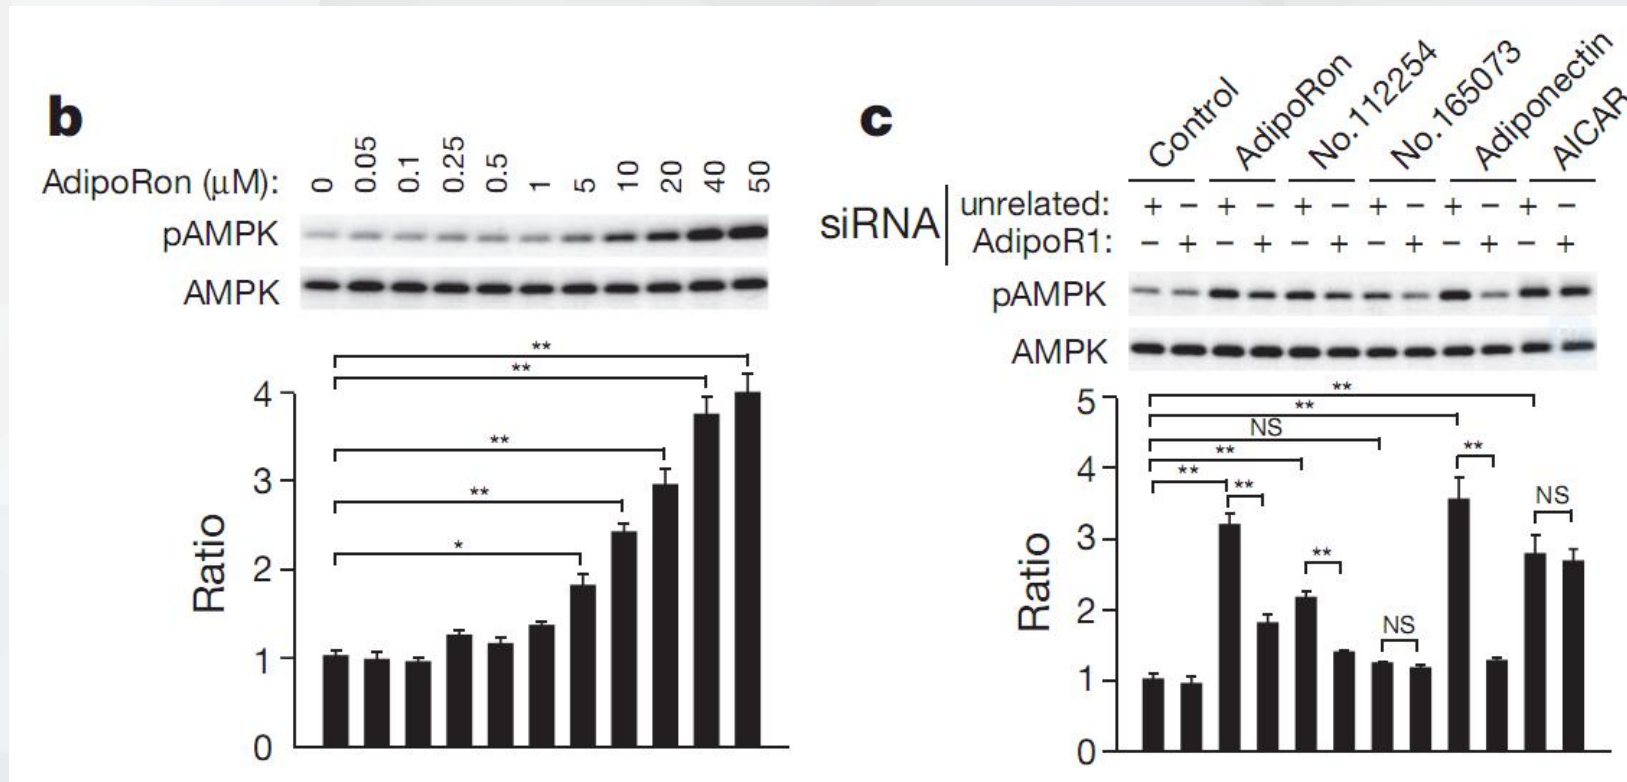 b
AdipoRon (μM): 0 0.05 0.1 0.25 0.5 1 5 10 20 40 50
pAMPK
AMPK
**
**
**
**
*
Ratio
4
3
2
1
0
c
Control AdipoRon No.112254 No.165073 Adiponectin AICAR
siRNA
unrelated: + − + − + − + − + − + −
AdipoR1: − + − + − + − + − + − +
pAMPK
AMPK
**
**
NS
**
**
**
**
**
NS
NS
Ratio
5
4
3
2
1
0